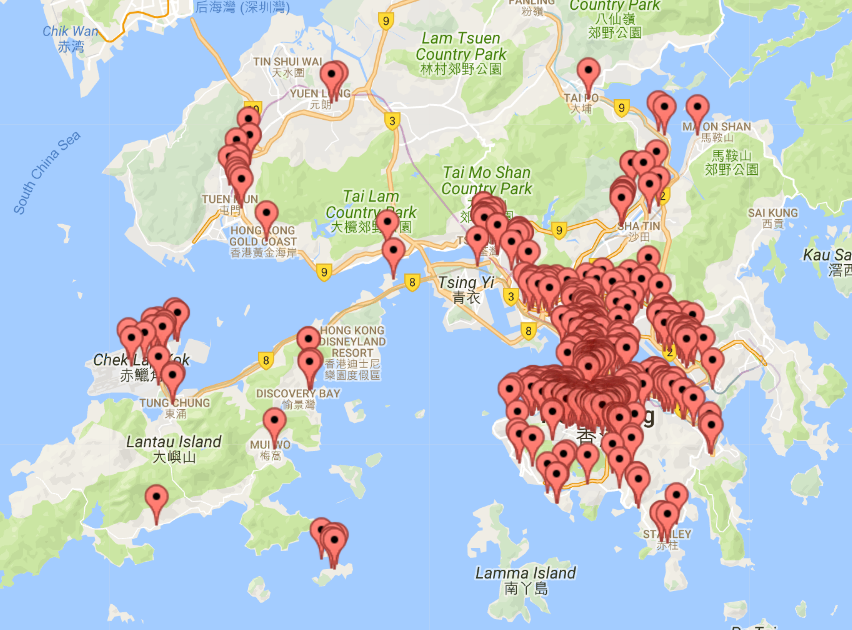 后海灣 (深圳灣)
Chik Wan
赤湾
FANLING
粉嶺
Country Park
八仙嶺
郊野公園
9
Lam Tsuen
Country Park
林村郊野公園
TIN SHUI WAI
天水圍
YUEN LONG
元朗
3
TAI PO
大埔
9
MA ON SHAN
馬鞍山
馬鞍山
郊野公園
South China Sea
Tai Mo Shan
Country Park
Tai Lam
Country Park
大欖郊野公園
TUEN MUN
屯門
2
SAI KUNG
西貢
HONG KONG
GOLD COAST
香港黃金海岸
9
SHA TIN
沙田
9
8
Tsing Yi
青衣
3
8
Kau Sa
滘西
HONG KONG
DISNEYLAND
RESORT
香港迪士尼
樂園度假區
8
2
Chek Lap Kok
赤鱲角
TUNG CHUNG
東涌
DISCOVERY BAY
愉景灣
Lantau Island
大嶼山
MUI WO
梅窩
STANLEY
赤柱
Lamma Island
南丫島